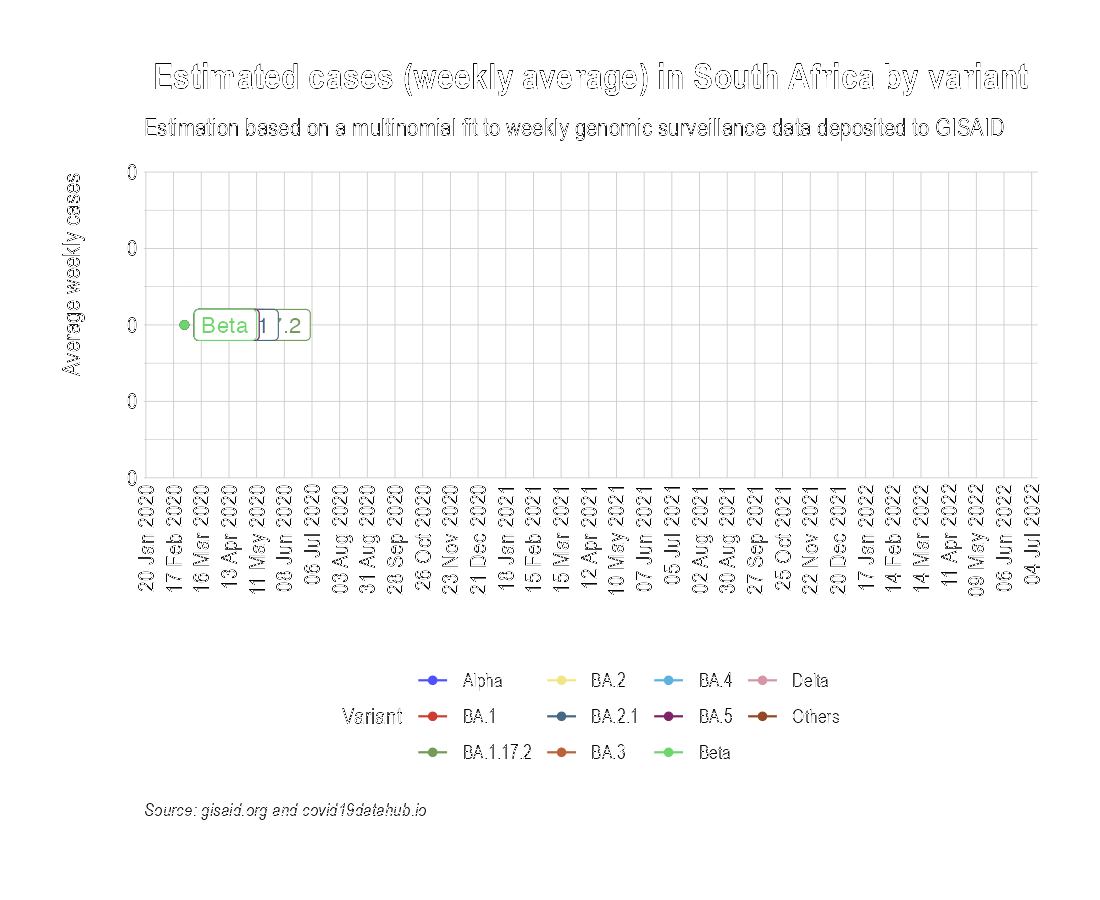 Estimated cases (weekly average) in South Africa by variant
Estimation based on a multinomial fit to weekly genomic surveillance data deposited to GISAID
Average weekly cases
0
0
0
0
0
Beta
1
7.2
20 Jan 2020
17 Feb 2020
16 Mar 2020
13 Apr 2020
11 May 2020
08 Jun 2020
06 Jul 2020
03 Aug 2020
31 Aug 2020
28 Sep 2020
26 Oct 2020
23 Nov 2020
21 Dec 2020
18 Jan 2021
15 Feb 2021
15 Mar 2021
12 Apr 2021
10 May 2021
07 Jun 2021
05 Jul 2021
02 Aug 2021
30 Aug 2021
27 Sep 2021
25 Oct 2021
22 Nov 2021
20 Dec 2021
17 Jan 2022
14 Feb 2022
14 Mar 2022
11 Apr 2022
09 May 2022
06 Jun 2022
04 Jul 2022
Variant
Alpha
BA.1
BA.1.17.2
BA.2
BA.2.1
BA.3
BA.4
BA.5
Beta
Delta
Others
Source: gisaid.org and covid19datahub.io